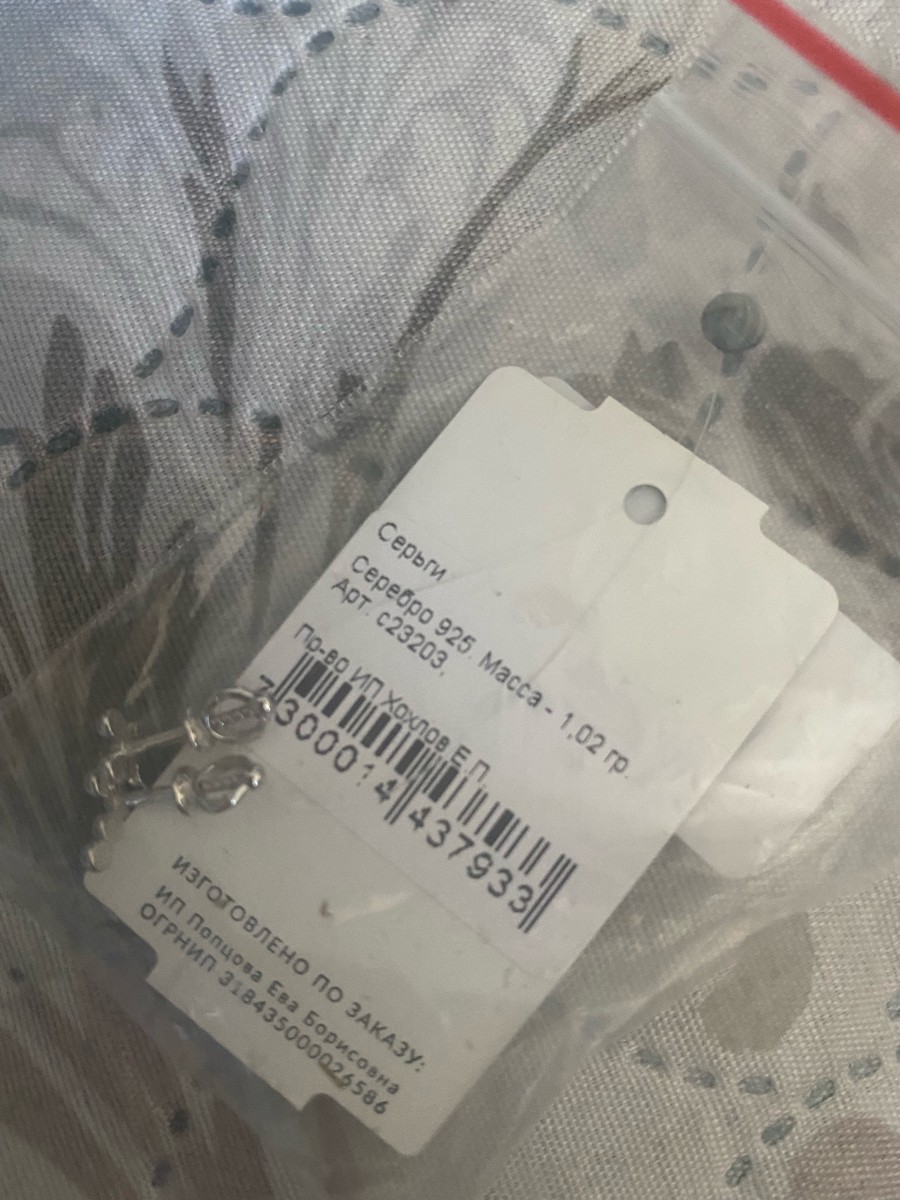 Серьги
Серебро 925. Масса - 1,02 гр.
Арт. с23203,
Пр-во ИП Хохлов Е.П.
7300014437933
ИЗГОТОВЛЕНО ПО ЗАКАЗУ:
ИП Попцова Ева Борисовна
ОГРНИП 318435000026586